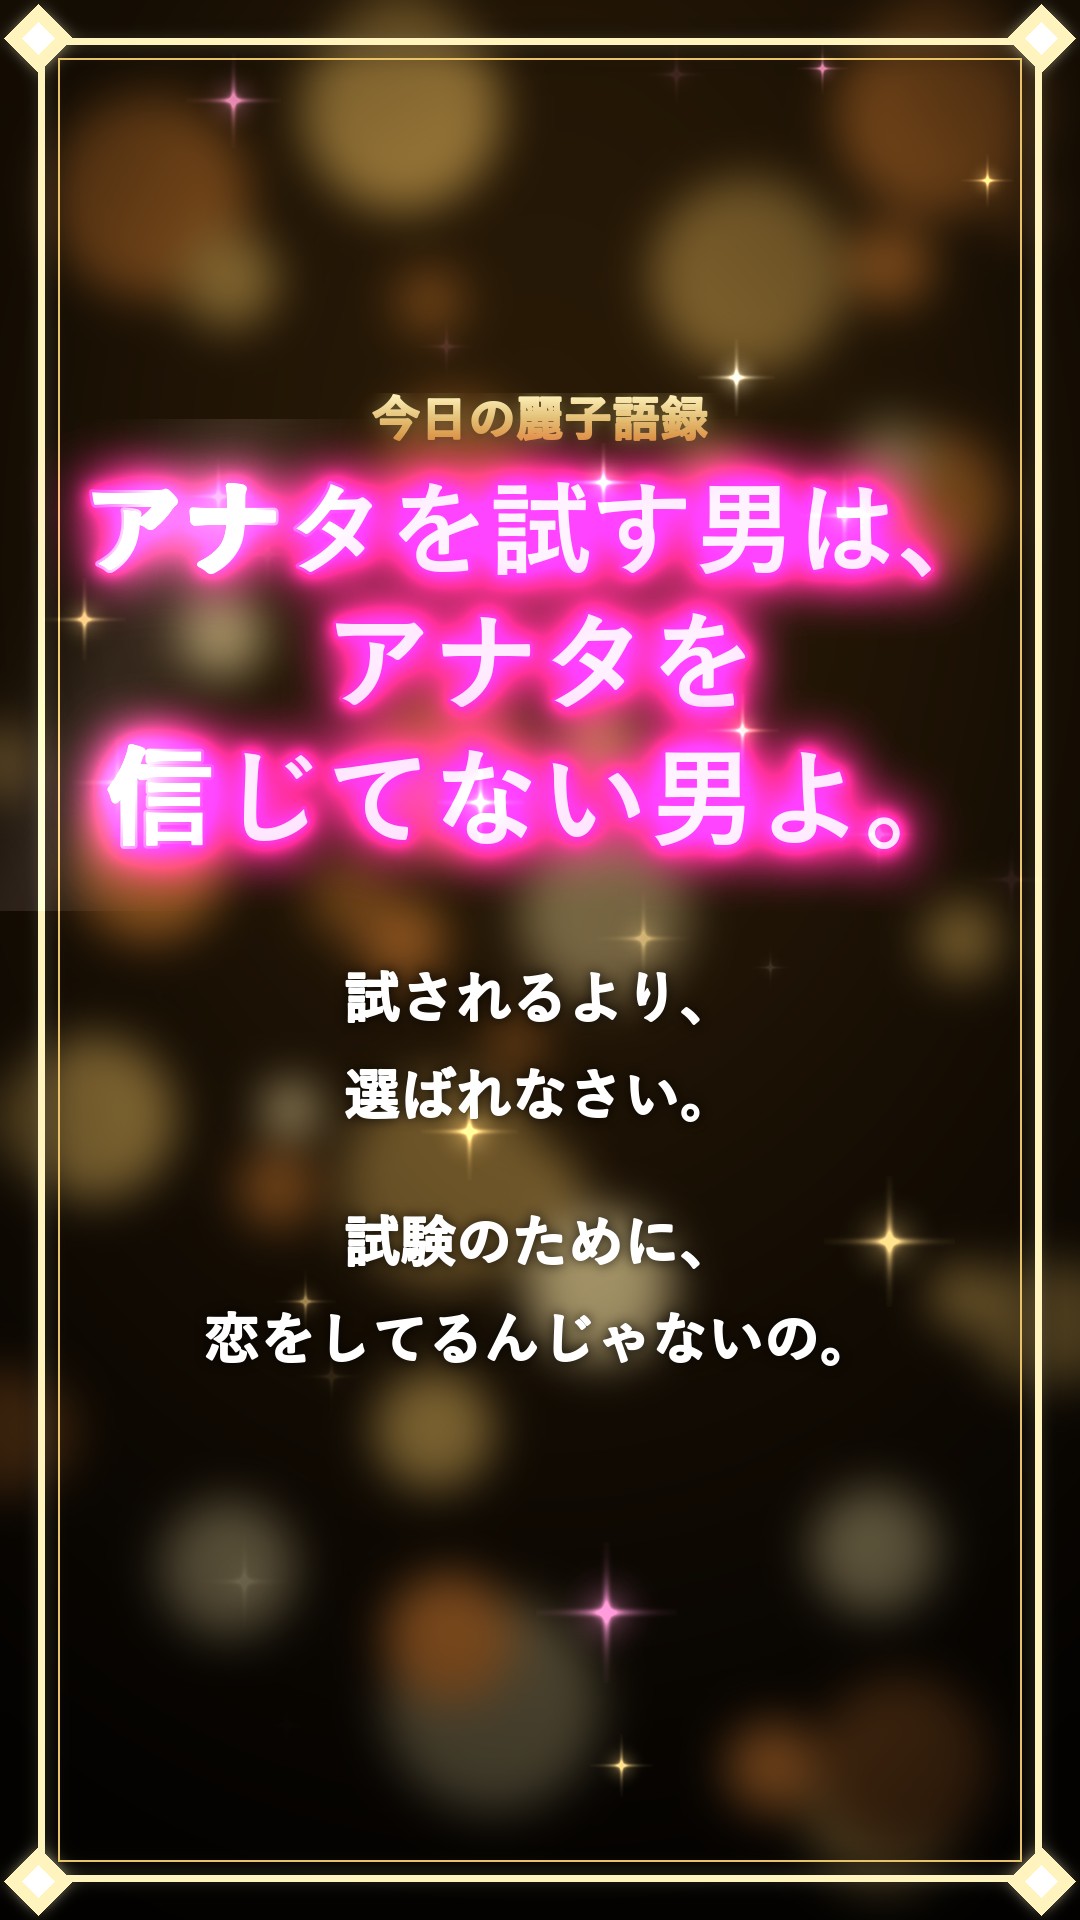 今日の麗子語録
アナタを試す男は、
アナタを
信じてない男よ。
試されるより、
選ばれなさい。
試験のために、
恋をしてるんじゃないの。